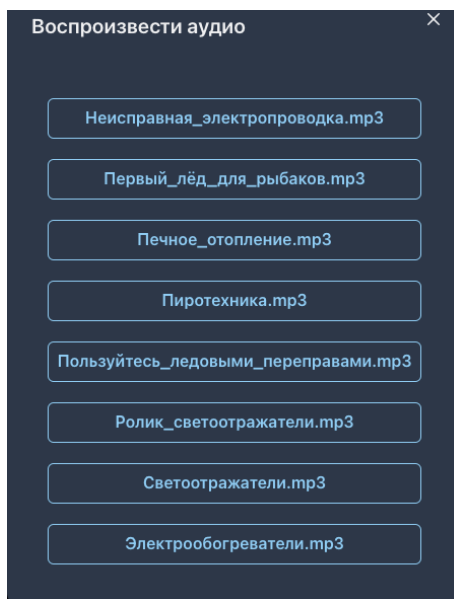 Воспроизвести аудио
Неисправная_электропроводка.mp3
Первый_лёд_для_рыбаков.mp3
Печное_отопление.mp3
Пиротехника.mp3
Пользуйтесь_ледовыми_переправами.mp3
Ролик_светоотражатели.mp3
Светоотражатели.mp3
Электрообогреватели.mp3